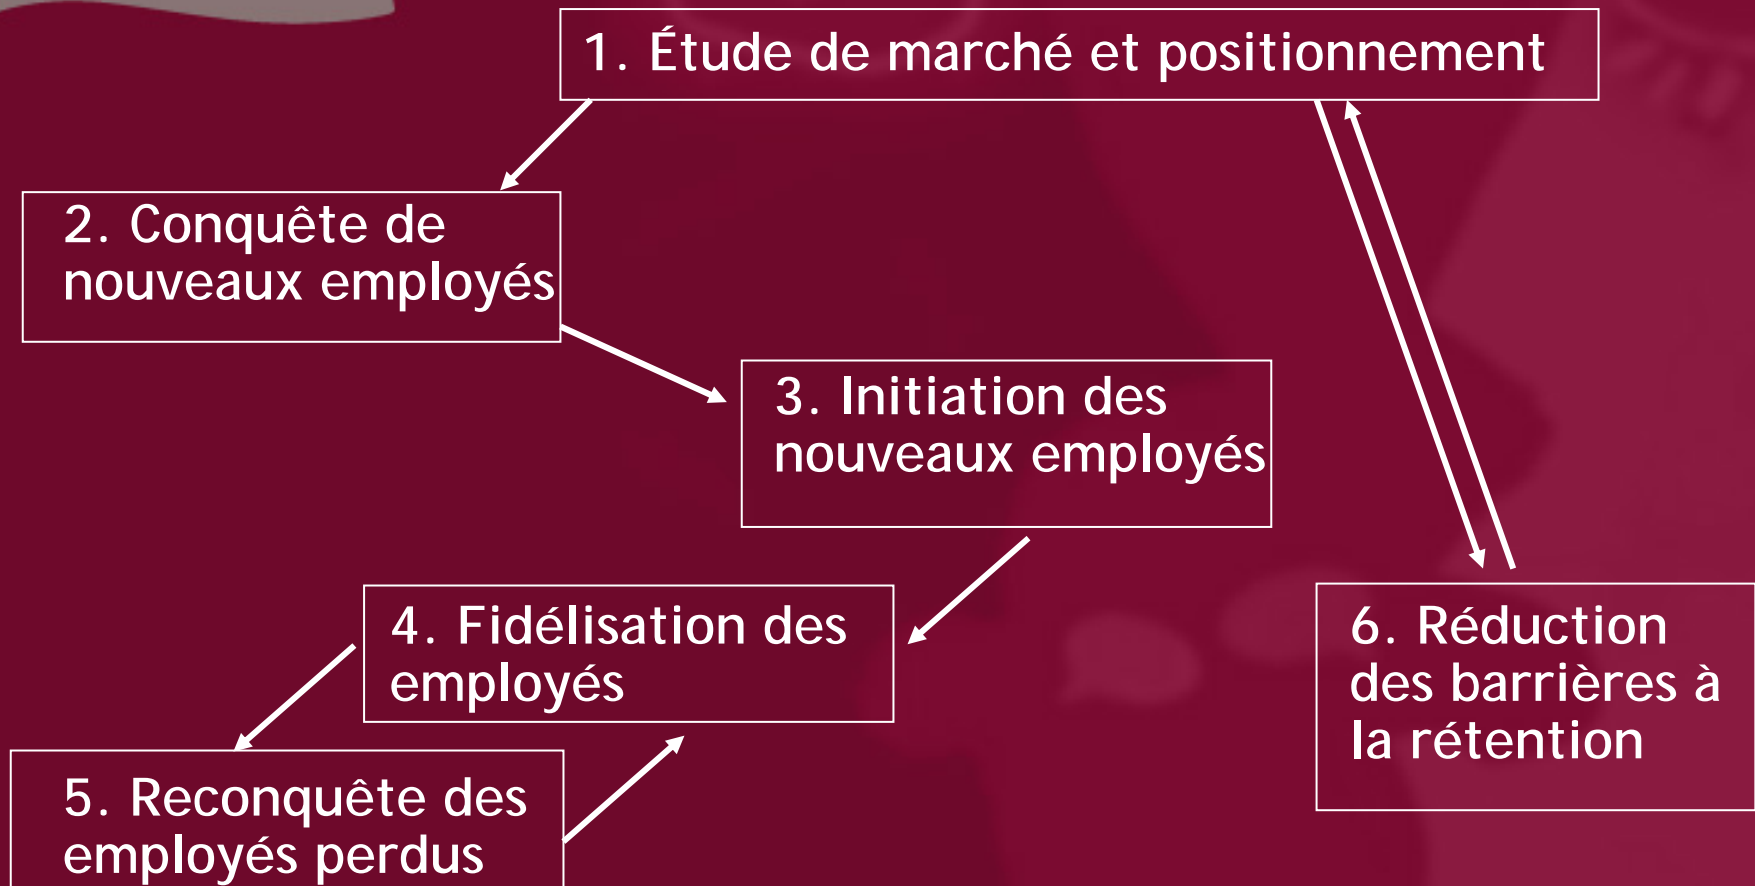 1. Étude de marché et positionnement
2. Conquête de
nouveaux employés
3. Initiation des
nouveaux employés
4. Fidélisation des
employés
5. Reconquête des
employés perdus
6. Réduction
des barrières à
la rétention